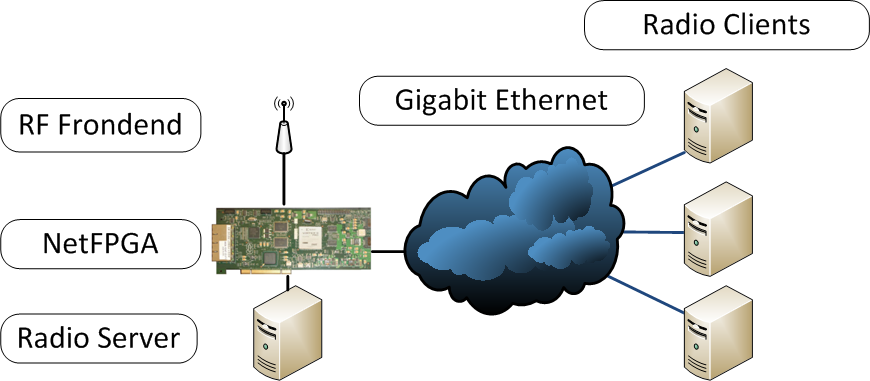 Radio Clients
Gigabit Ethernet
RF Frondend
NetFPGA
Radio Server